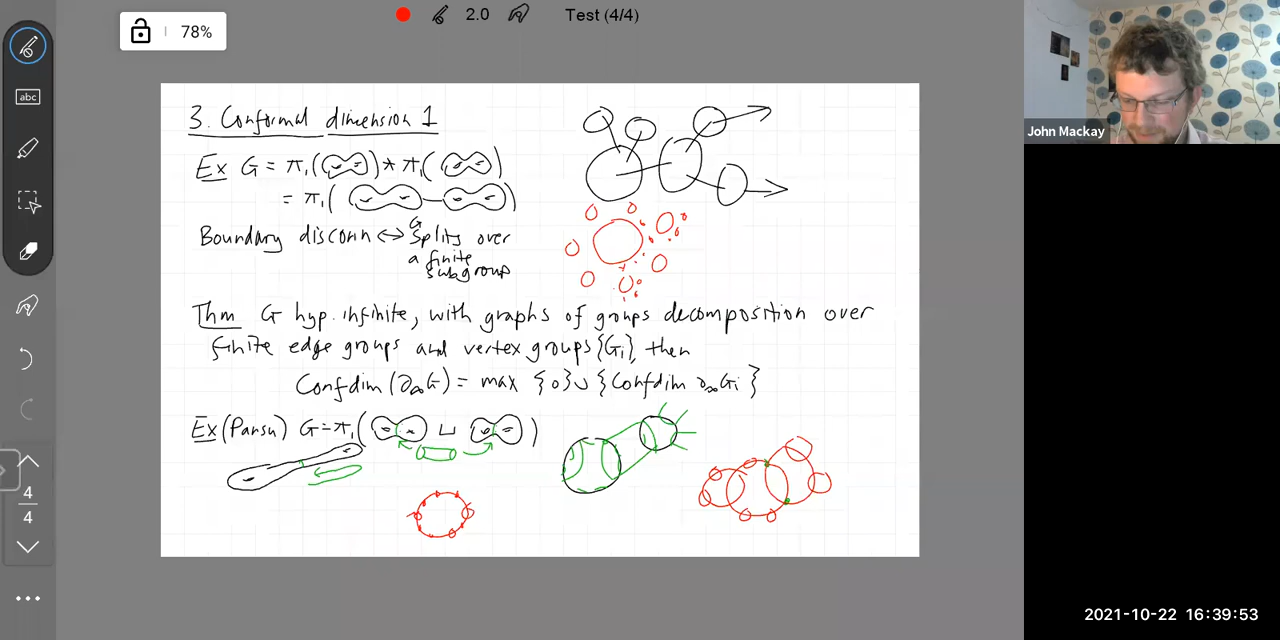 2.0
Test (4/4)
78%
abc
John Mackay
3. Conformal dimension 1
Ex G = π₁( ) * π₁( )
= π₁( )
Boundary disconn ↔ G splits over
a finite
subgroup
Thm G hyp. infinite, with graphs of groups decomposition over
finite edge groups and vertex groups {Gi}, then
Confdim(∂∞G) = max {0} ∪ {Confdim ∂∞Gi}
Ex (Pansu) G = π₁( ⊔ )
4
4
2021-10-22 16:39:53